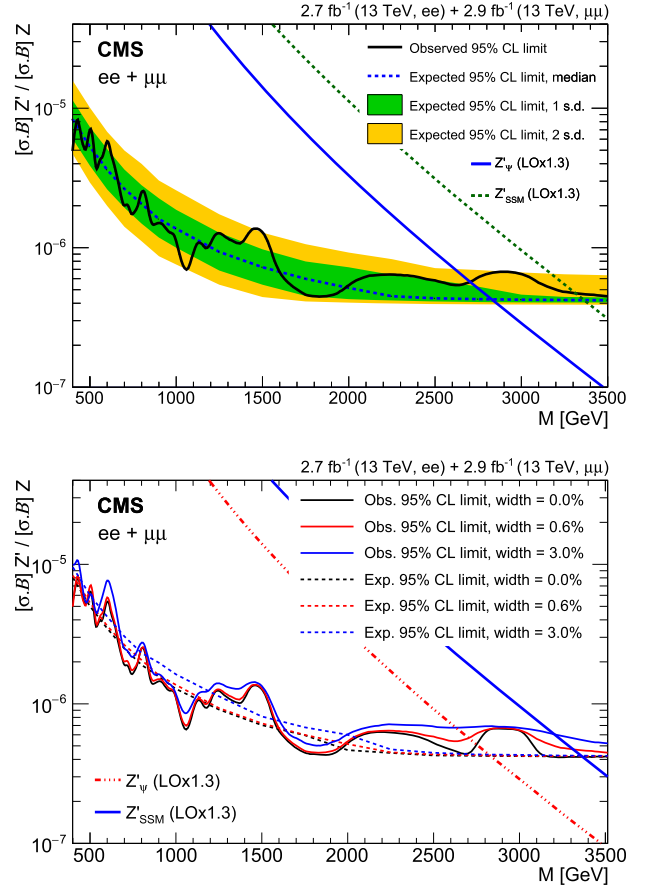 2.7 fb⁻¹ (13 TeV, ee) + 2.9 fb⁻¹ (13 TeV, μμ)
[σ.B] Z' / [σ.B] Z
CMS
ee + μμ
Observed 95% CL limit
Expected 95% CL limit, median
Expected 95% CL limit, 1 s.d.
Expected 95% CL limit, 2 s.d.
Z'Ψ (LOx1.3)
Z'SSM (LOx1.3)
10⁻⁵
10⁻⁶
10⁻⁷
500 1000 1500 2000 2500 3000 3500
M [GeV]
2.7 fb⁻¹ (13 TeV, ee) + 2.9 fb⁻¹ (13 TeV, μμ)
[σ.B] Z' / [σ.B] Z
CMS
ee + μμ
Obs. 95% CL limit, width = 0.0%
Obs. 95% CL limit, width = 0.6%
Obs. 95% CL limit, width = 3.0%
Exp. 95% CL limit, width = 0.0%
Exp. 95% CL limit, width = 0.6%
Exp. 95% CL limit, width = 3.0%
10⁻⁵
10⁻⁶
Z'ψ (LOx1.3)
Z'SSM (LOx1.3)
10⁻⁷
500 1000 1500 2000 2500 3000 3500
M [GeV]